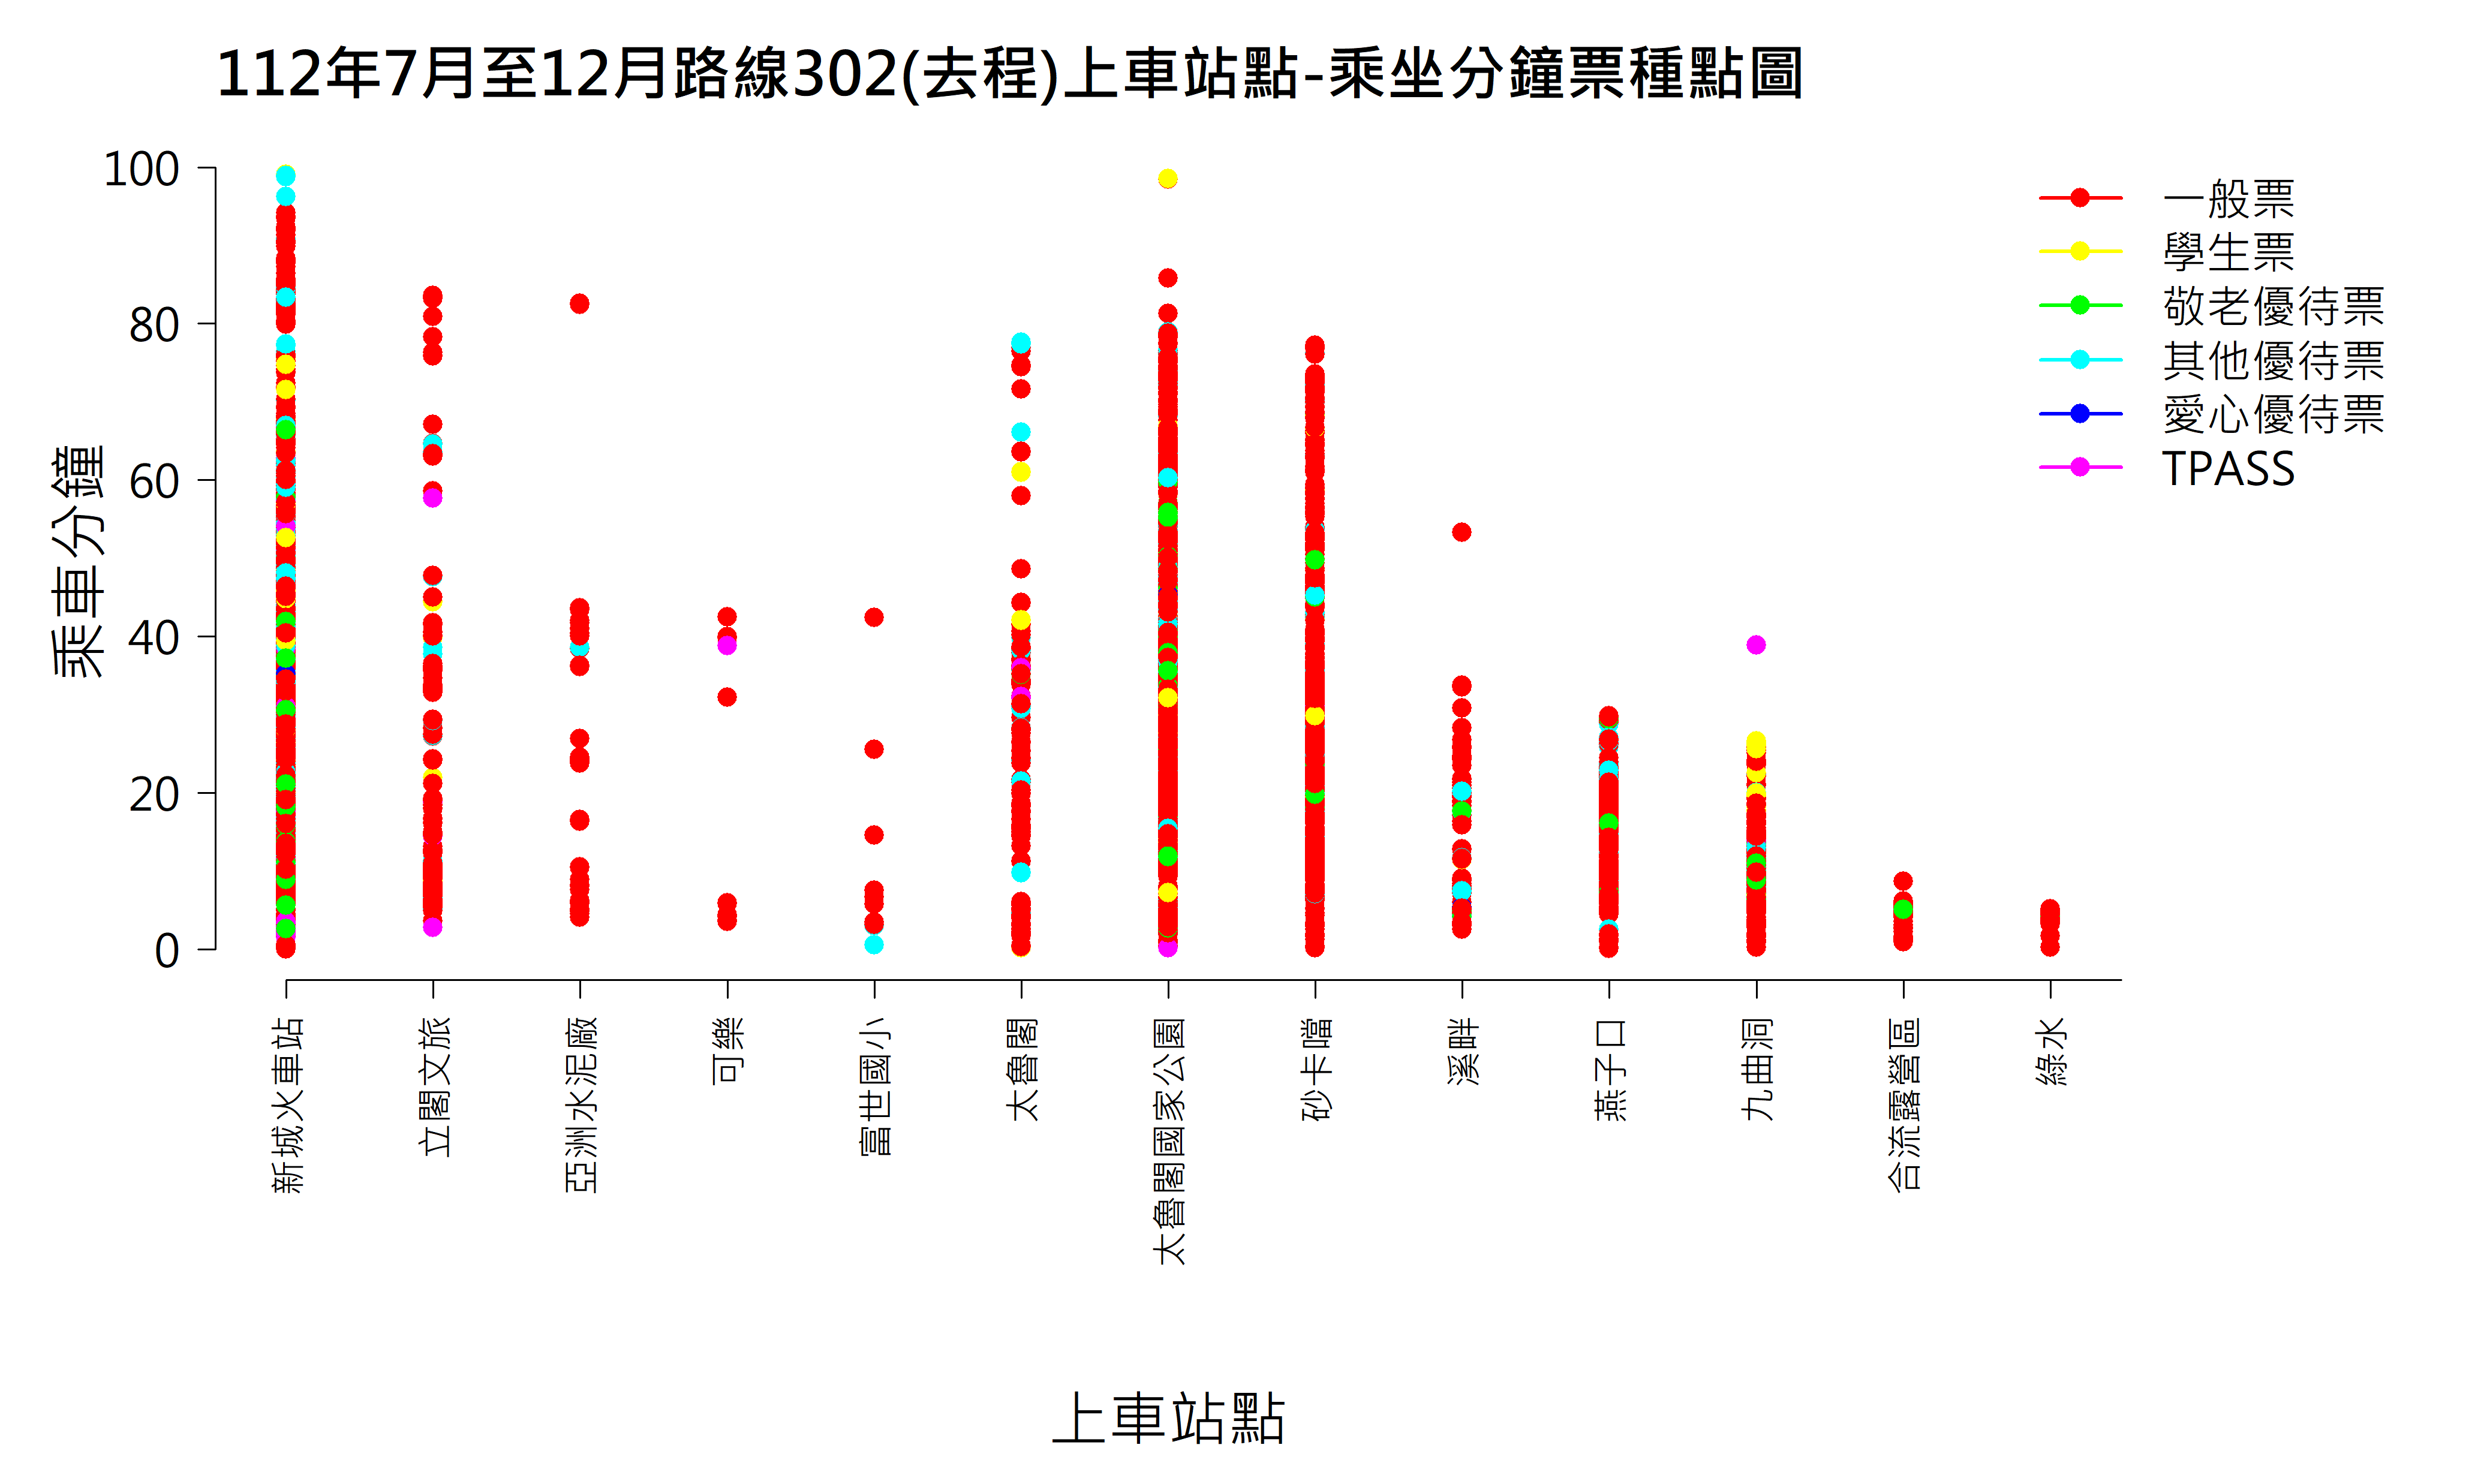 112年7月至12月路線302(去程)上車站點-乘坐分鐘票種點圖
乘車分鐘
100
80
60
40
20
0
一般票
學生票
敬老優待票
其他優待票
愛心優待票
TPASS
新城火車站
立閣文旅
亞洲水泥廠
可樂
富世國小
太魯閣
太魯閣國家公園
砂卡噹
溪畔
燕子口
九曲洞
合流露營區
綠水
上車站點